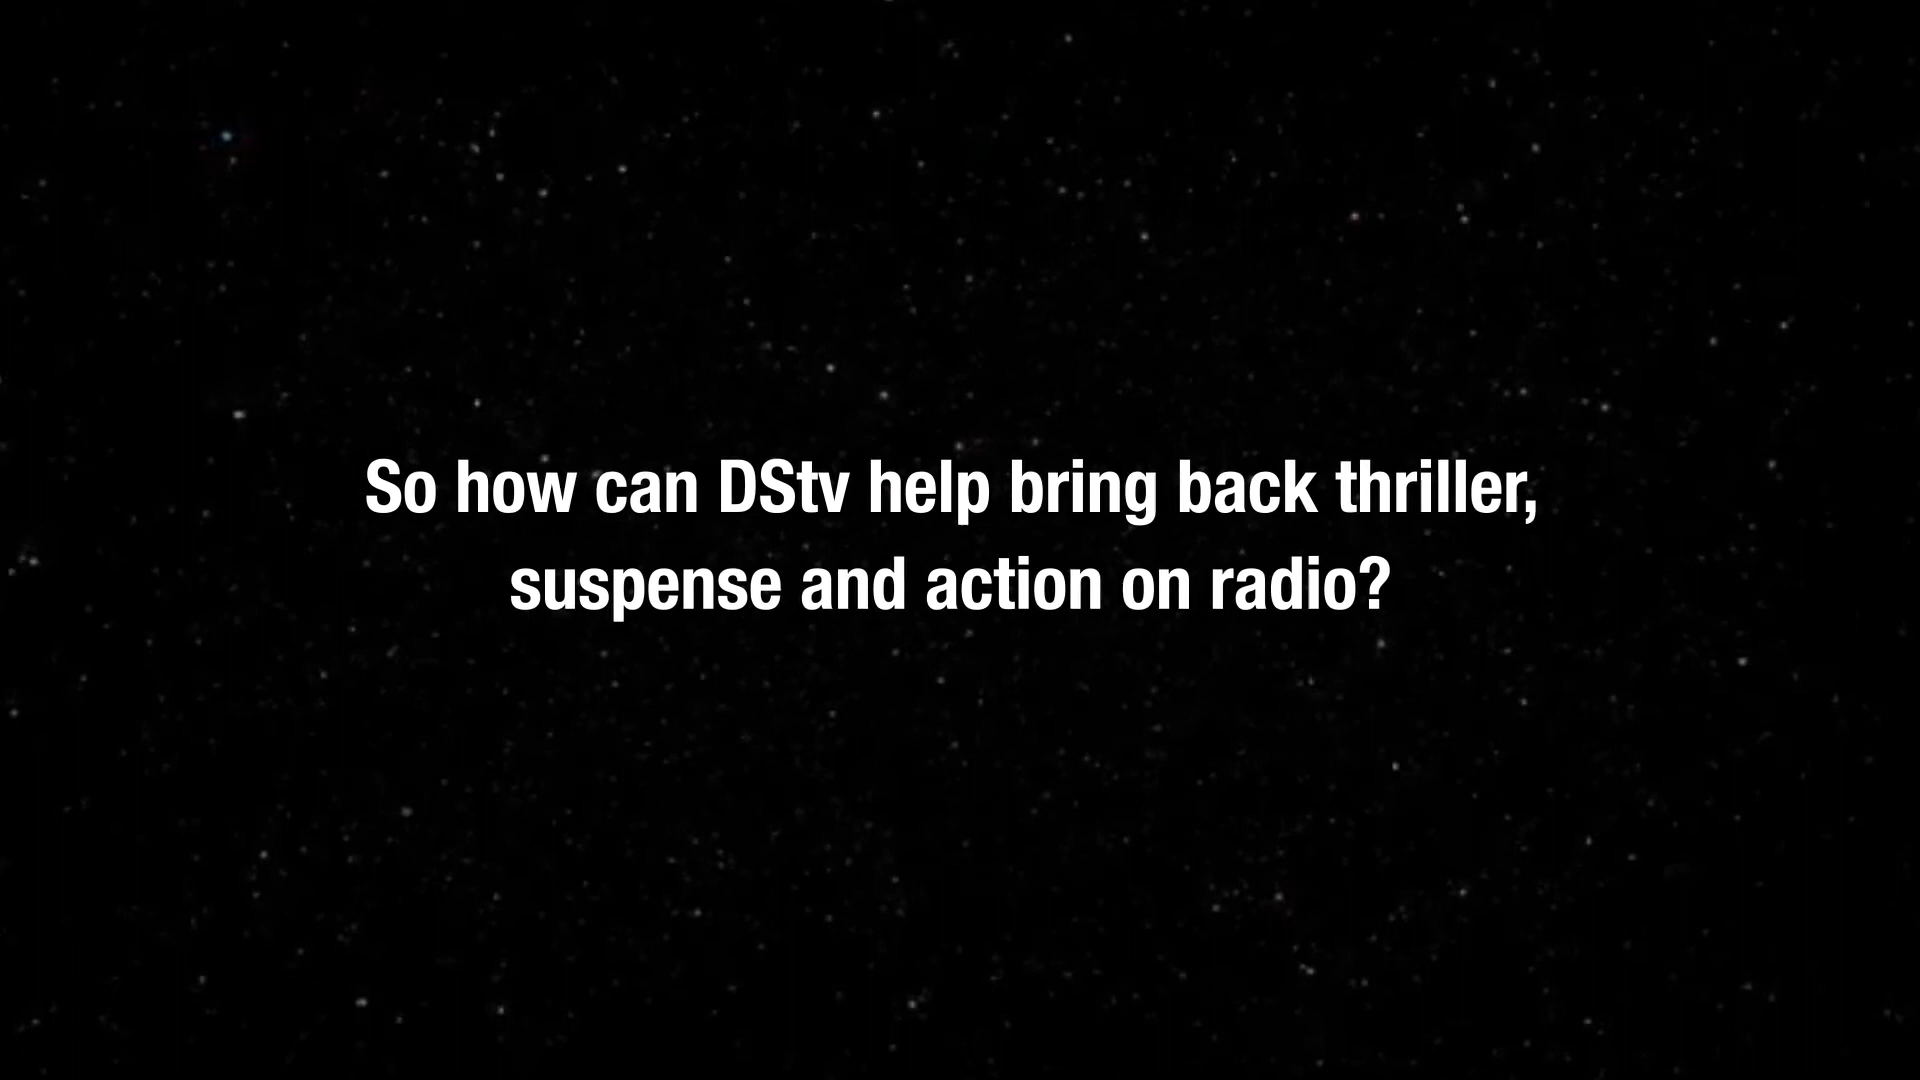 So how can DStv help bring back thriller,
suspense and action on radio?